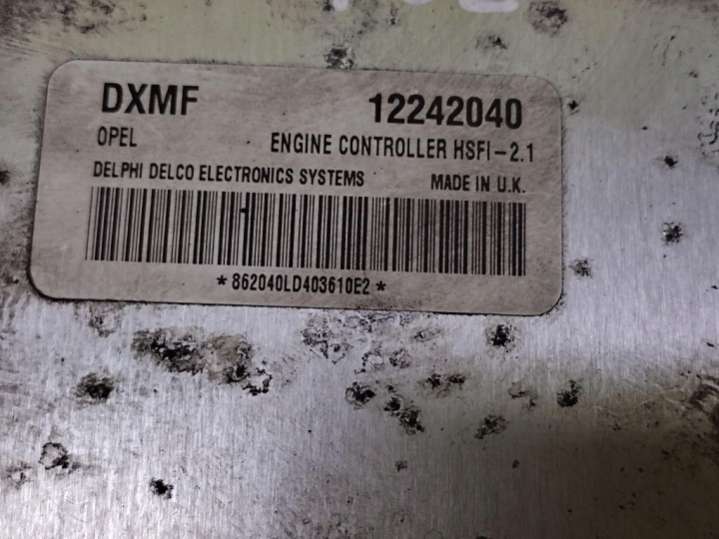 DXMF 12242040
OPEL ENGINE CONTROLLER HSFI-2.1
DELPHI DELCO ELECTRONICS SYSTEMS MADE IN U.K.
*862040LD403610E2*